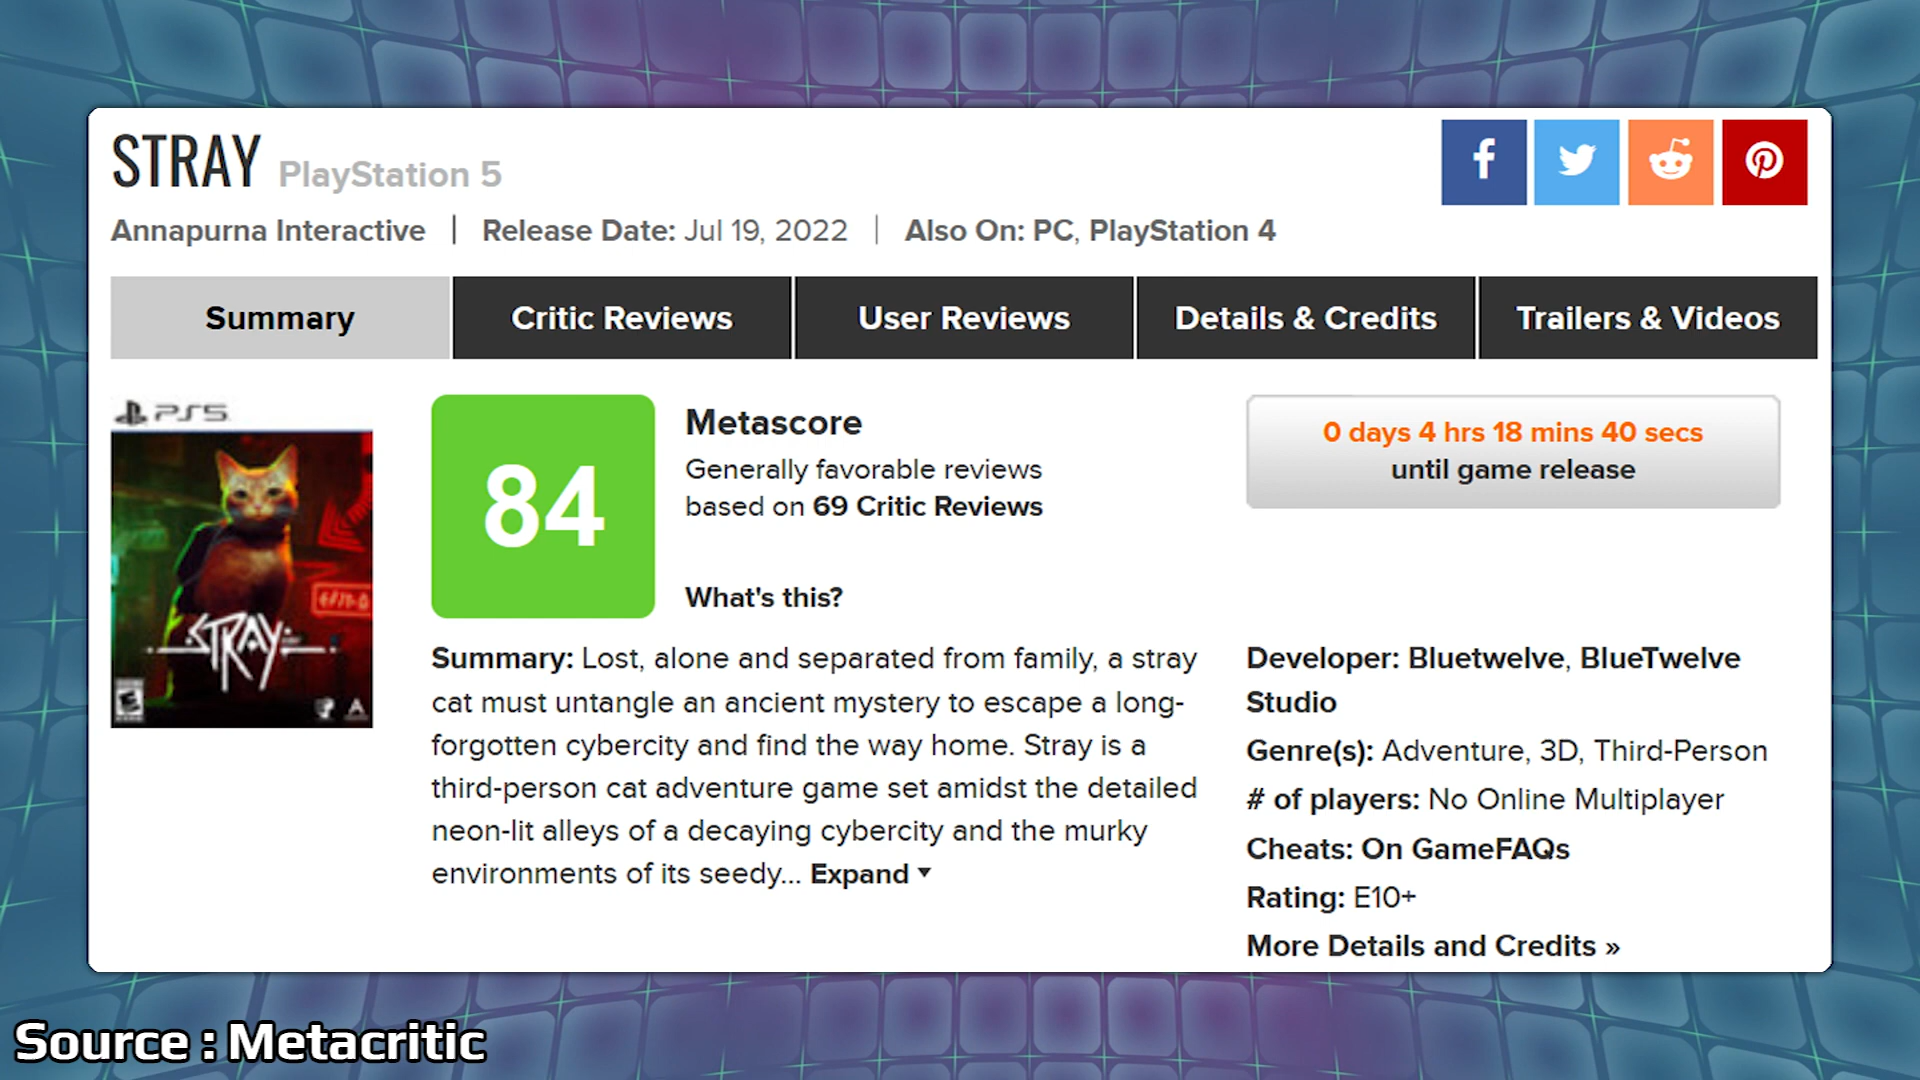 STRAY PlayStation 5
Annapurna Interactive | Release Date: Jul 19, 2022 | Also On: PC, PlayStation 4
Summary
Critic Reviews
User Reviews
Details & Credits
Trailers & Videos
PS5
STRAY
E
84
Metascore
Generally favorable reviews
based on 69 Critic Reviews
What's this?
0 days 4 hrs 18 mins 40 secs
until game release
Summary: Lost, alone and separated from family, a stray
cat must untangle an ancient mystery to escape a long-
forgotten cybercity and find the way home. Stray is a
third-person cat adventure game set amidst the detailed
neon-lit alleys of a decaying cybercity and the murky
environments of its seedy... Expand
Developer: Bluetwelve, BlueTwelve
Studio
Genre(s): Adventure, 3D, Third-Person
# of players: No Online Multiplayer
Cheats: On GameFAQs
Rating: E10+
More Details and Credits »
Source : Metacritic